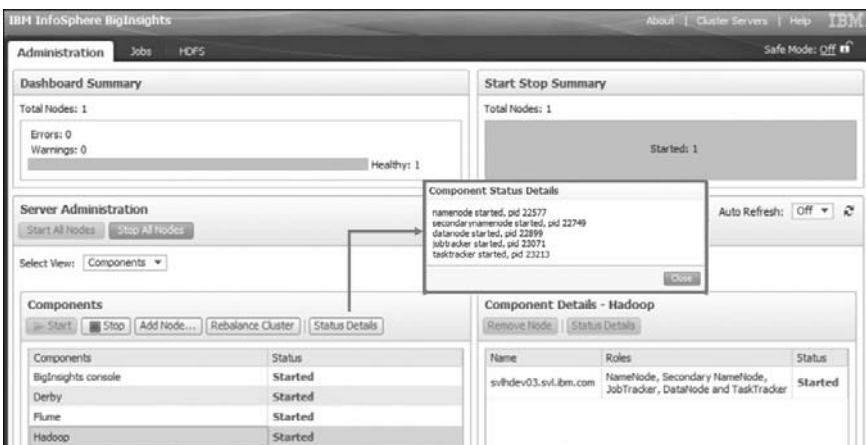 IBM InfoSphere BigInsights
About | Cluster Servers | Help IBM
Administration Jobs HDFS
Safe Mode: Off
Dashboard Summary
Total Nodes: 1
Errors: 0
Warnings: 0
Healthy: 1
Start Stop Summary
Total Nodes: 1
Started: 1
Server Administration
Start All Nodes Stop All Nodes
Auto Refresh: Off
Select View: Components
Component Status Details
namenode started, pid 22577
secondarynamenode started, pid 22749
datanode started, pid 22899
jobtracker started, pid 23071
tasktracker started, pid 23213
Close
Components
Start Stop Add Node... Rebalance Cluster Status Details
Components Status
BigInsights console Started
Derby Started
Flume Started
Hadoop Started
Component Details - Hadoop
Remove Node Status Details
Name Roles Status
svlhdev03.svl.ibm.com NameNode, Secondary NameNode, Started
JobTracker, DataNode and TaskTracker